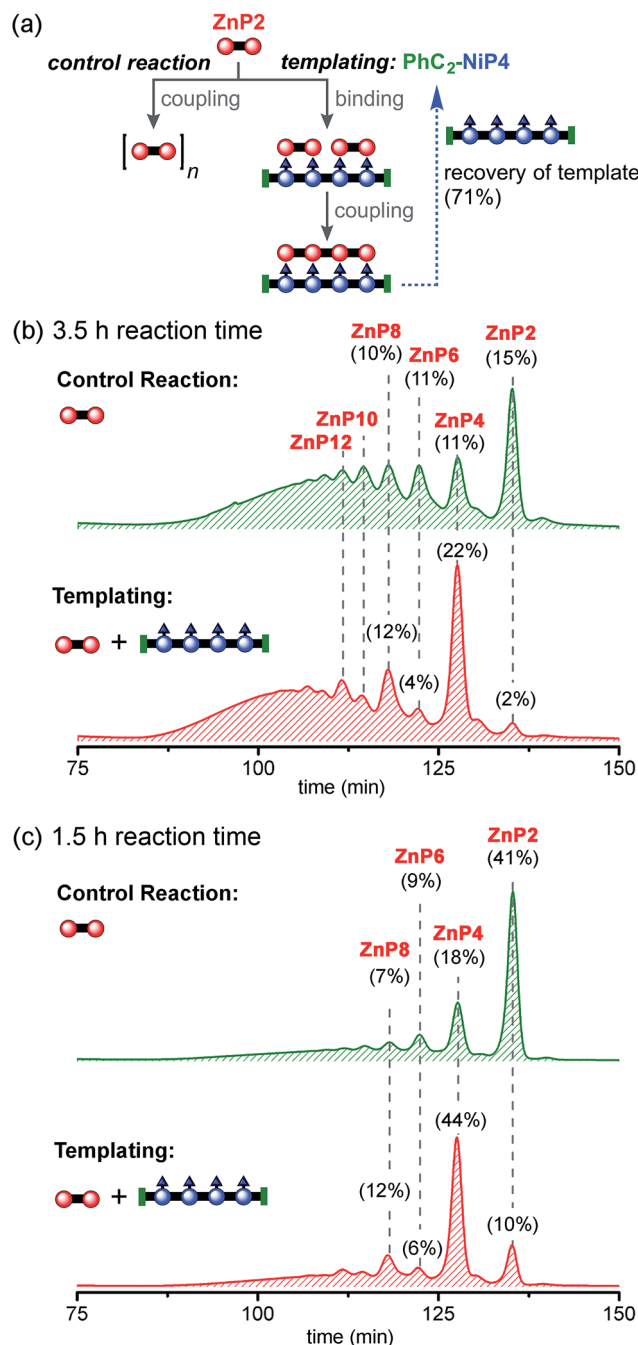 (a)
ZnP2
control reaction
templating: PhC2-NiP4
coupling
binding
[ ]n
recovery of template
(71%)
coupling
(b) 3.5 h reaction time
Control Reaction:
ZnP12
ZnP10
ZnP8
(10%)
ZnP6
(11%)
ZnP4
(11%)
ZnP2
(15%)
Templating:
+
(12%)
(4%)
(22%)
(2%)
75 100 125 150
time (min)
(c) 1.5 h reaction time
Control Reaction:
ZnP8
(7%)
ZnP6
(9%)
ZnP4
(18%)
ZnP2
(41%)
Templating:
+
(12%)
(6%)
(44%)
(10%)
75 100 125 150
time (min)